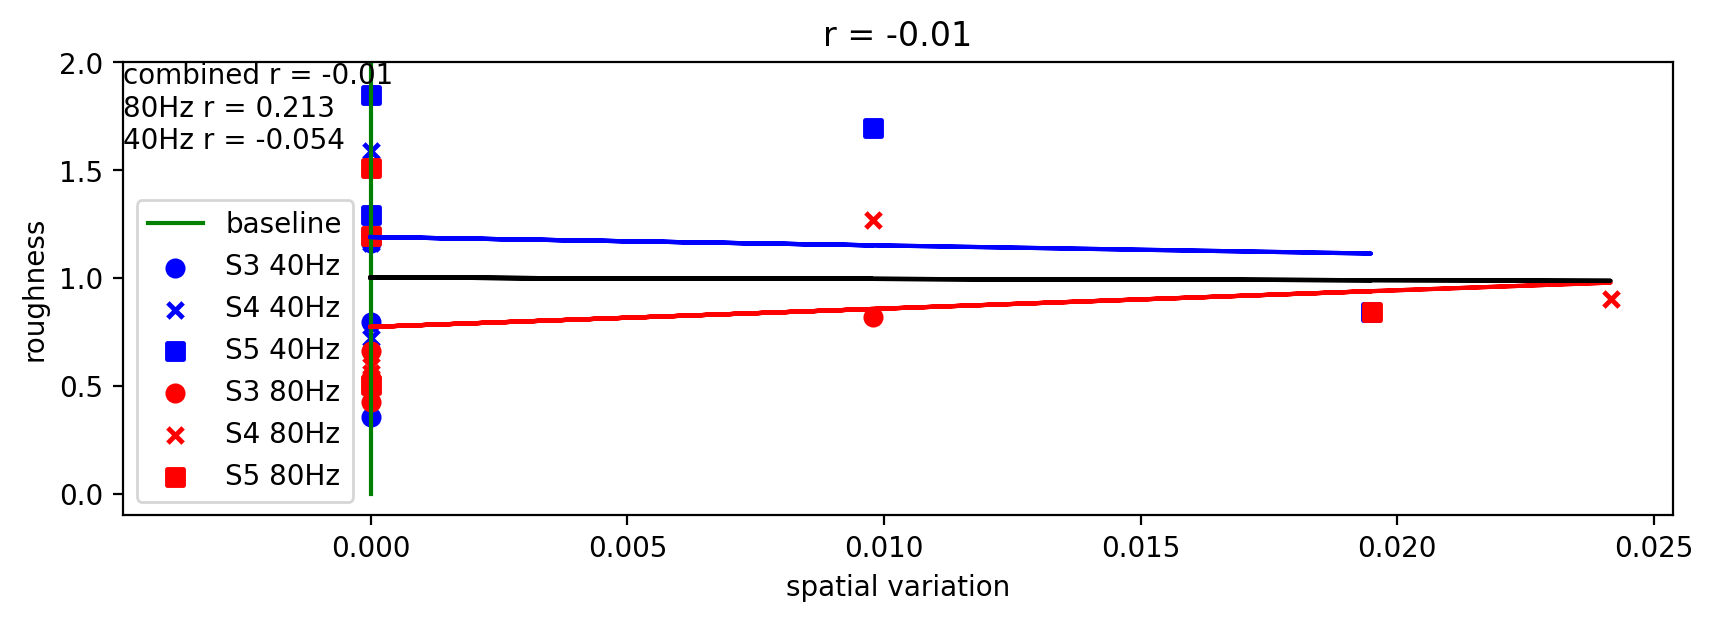 r = -0.01
combined r = -0.01
80Hz r = 0.213
40Hz r = -0.054
2.0
1.5
1.0
0.5
0.0
roughness
baseline
S3 40Hz
S4 40Hz
S5 40Hz
S3 80Hz
S4 80Hz
S5 80Hz
0.000 0.005 0.010 0.015 0.020 0.025
spatial variation